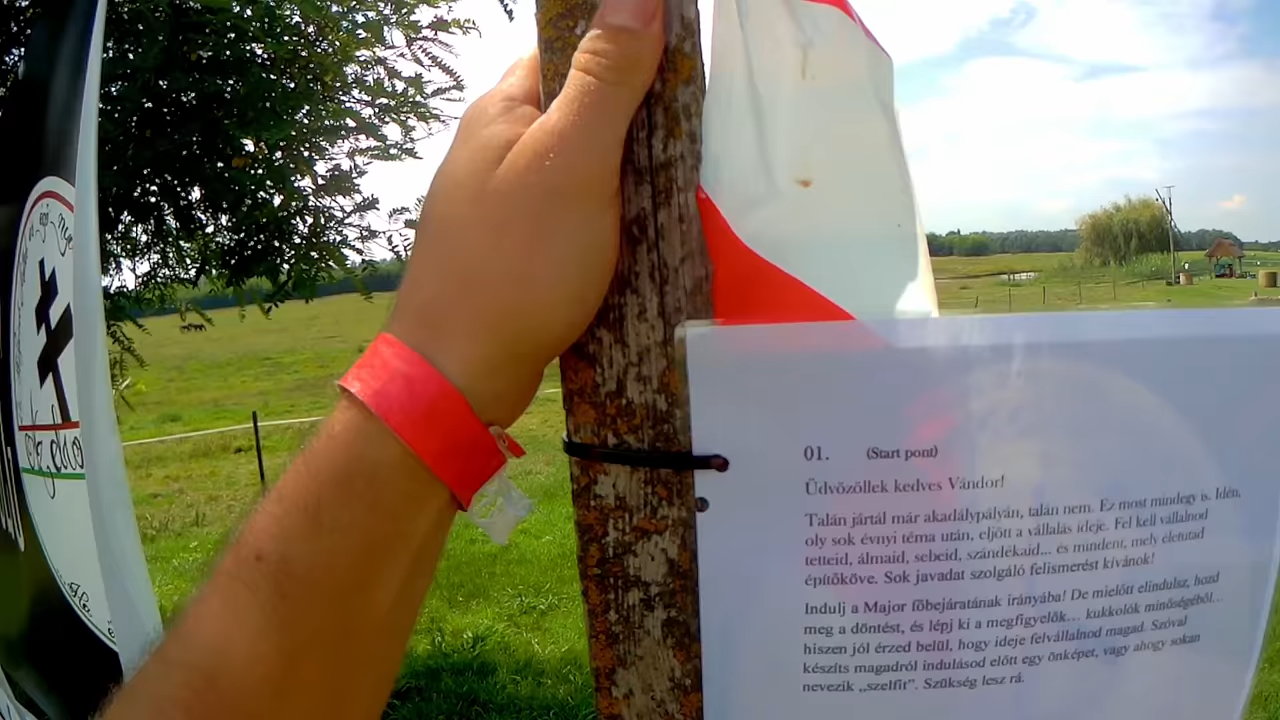 01. (Start pont)
Üdvözöllek kedves Vándor!
Talán jártál már akadálypályán, talán nem. Ez most mindegy is. Idén,
oly sok évnyi téma után, eljött a vállalás ideje. Fel kell vállalnod
tetteid, álmaid, sebeid, szándékaid... és mindent, mely életutad
építőköve. Sok javadat szolgáló felismerést kívánok!
Indulj a Major főbejáratának irányába! De mielőtt elindulsz, hozd
meg a döntést, és lépj ki a megfigyelők... kukkolók minőségéből...
hiszen jól érzed belül, hogy ideje felvállalnod magad. Szóval
készíts magadról indulásod előtt egy önképet, vagy ahogy sokan
nevezik „szelfit”. Szükség lesz rá.